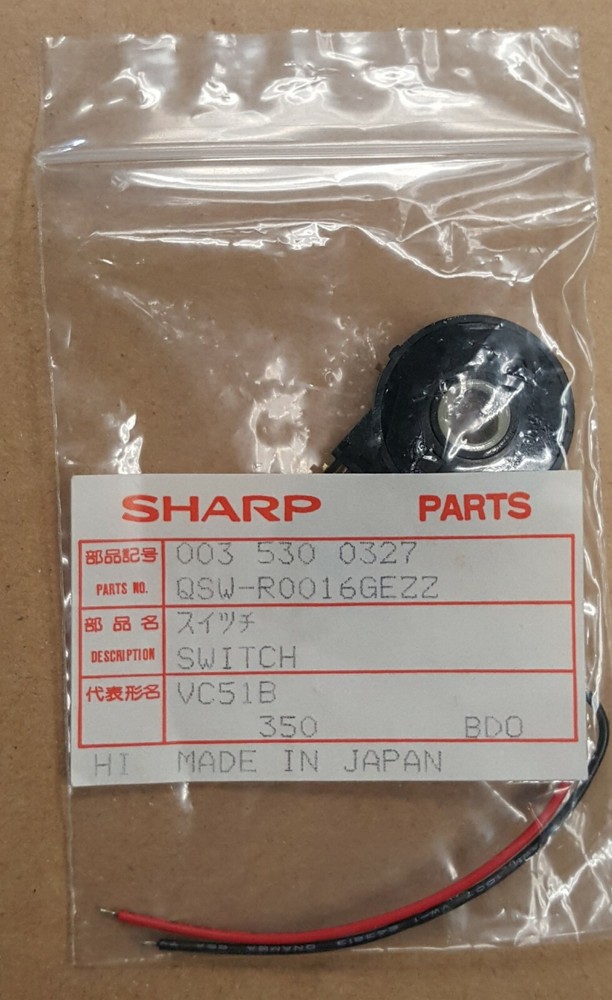 SHARP PARTS
部品記号 003 530 0327
PARTS NO. QSW-R0016GEZZ
部品名 スイッチ
DESCRIPTION SWITCH
代表形名 VC51B
350 BDO
HI MADE IN JAPAN